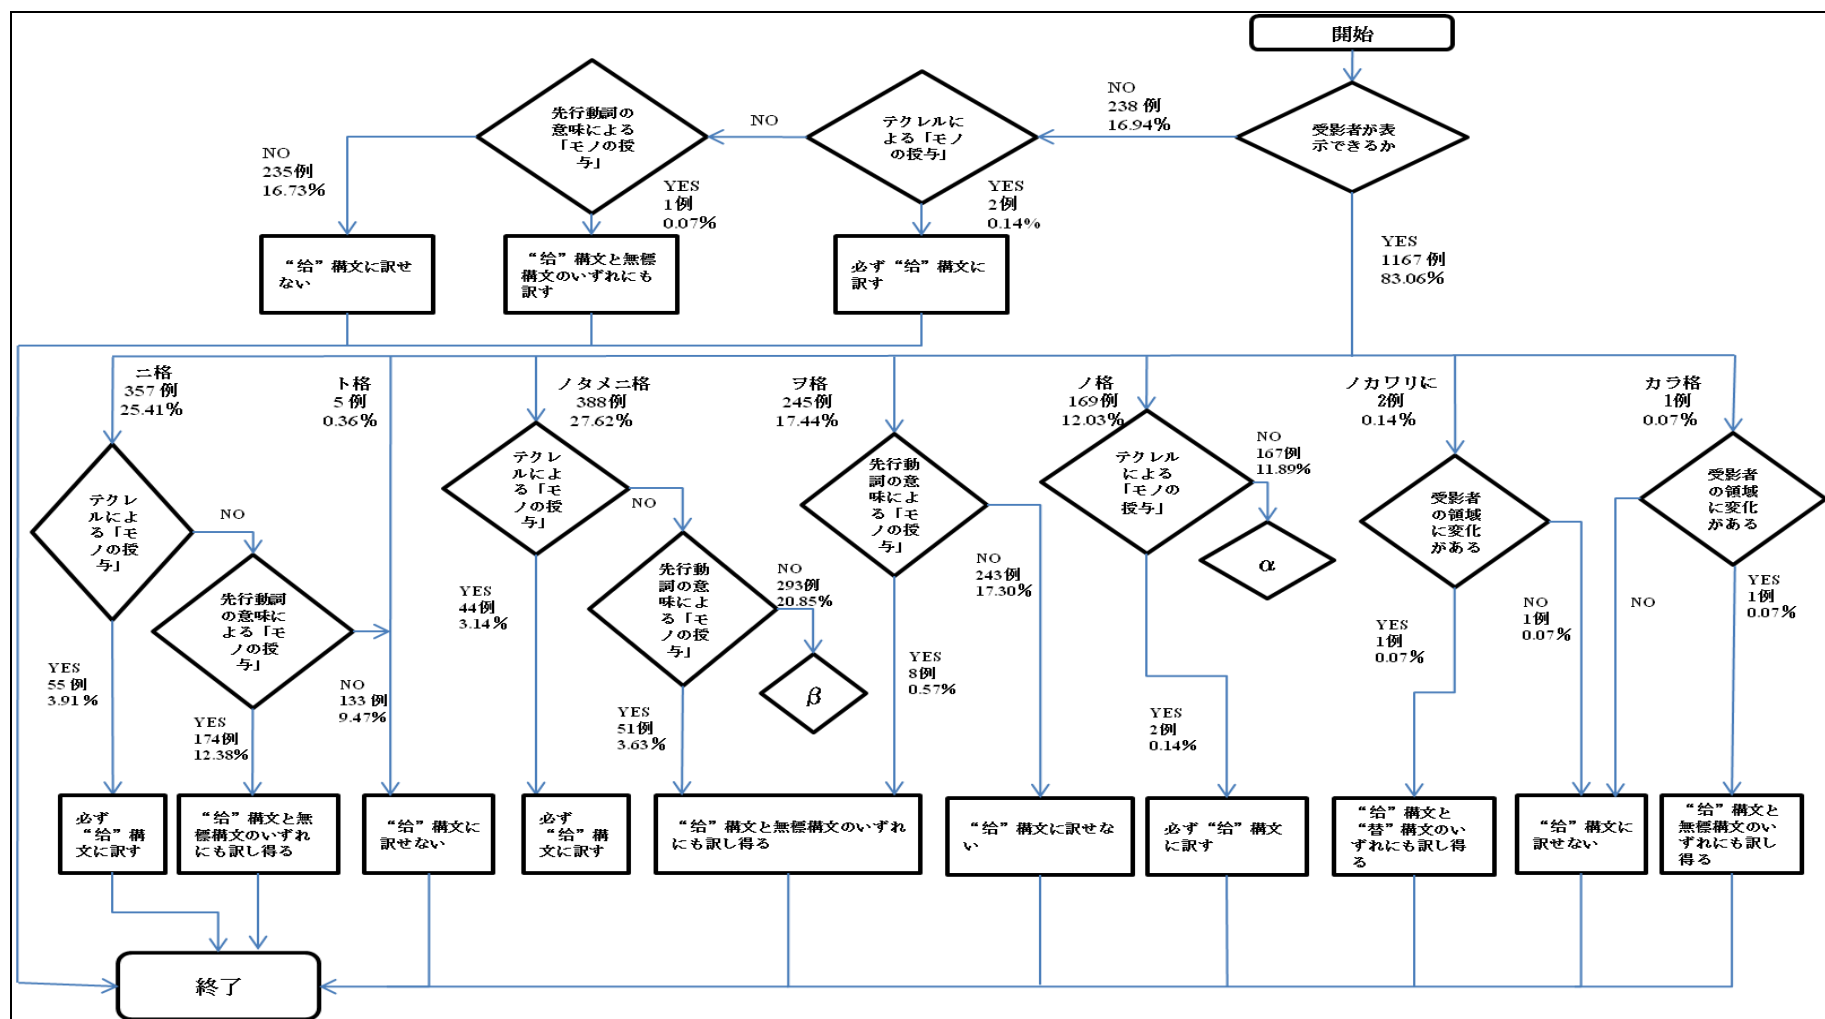 開始
受影者が表
示できるか
NO
238 例
16.94%
テクレルに
よる「モノ
の授与」
NO
先行動詞の
意味による
「モノの授
与」
NO
235例
16.73%
YES
1例
0.07%
YES
2例
0.14%
YES
1167 例
83.06%
“给”構文に訳せ
ない
“给”構文と無標
構文のいずれにも
訳す
必ず“给”構文に
訳す
ニ格
357 例
25.41%
ト格
5 例
0.36%
ノタメニ格
388例
27.62%
ヲ格
245例
17.44%
ノ格
169例
12.03%
ノカワリに
2例
0.14%
カラ格
1例
0.07%
テクレ
ルによ
る「モ
ノの授
与」
NO
先行動詞
の意味に
よる「モ
ノの授
与」
YES
55 例
3.91%
YES
174例
12.38%
NO
133 例
9.47%
テクレ
ルによ
る「モ
ノの授
与」
NO
先行動
詞の意
味によ
る「モ
ノの授
与」
NO
293例
20.85%
β
YES
44例
3.14%
YES
51例
3.63%
先行動
詞の意
味によ
る「モ
ノの授
与」
NO
243例
17.30%
YES
8例
0.57%
テクレル
による
「モノの
授与」
NO
167例
11.89%
α
YES
2例
0.14%
受影者
の領域
に変化
がある
YES
1例
0.07%
NO
1例
0.07%
受影者
の領域
に変化
がある
NO
YES
1例
0.07%
必ず
“给”構
文に訳す
“给”構文と無
標構文のいずれ
にも訳し得る
“给”構文に
訳せない
必ず
“给”構
文に訳す
“给”構文と無標構文のいずれ
にも訳し得る
“给”構文に訳せな
い
必ず“给”構文
に訳す
“给”構文と
“替”構文のい
ずれにも訳し得
る
“给”構文に
訳せない
“给”構文と
無標構文のい
ずれにも訳し
得る
終了